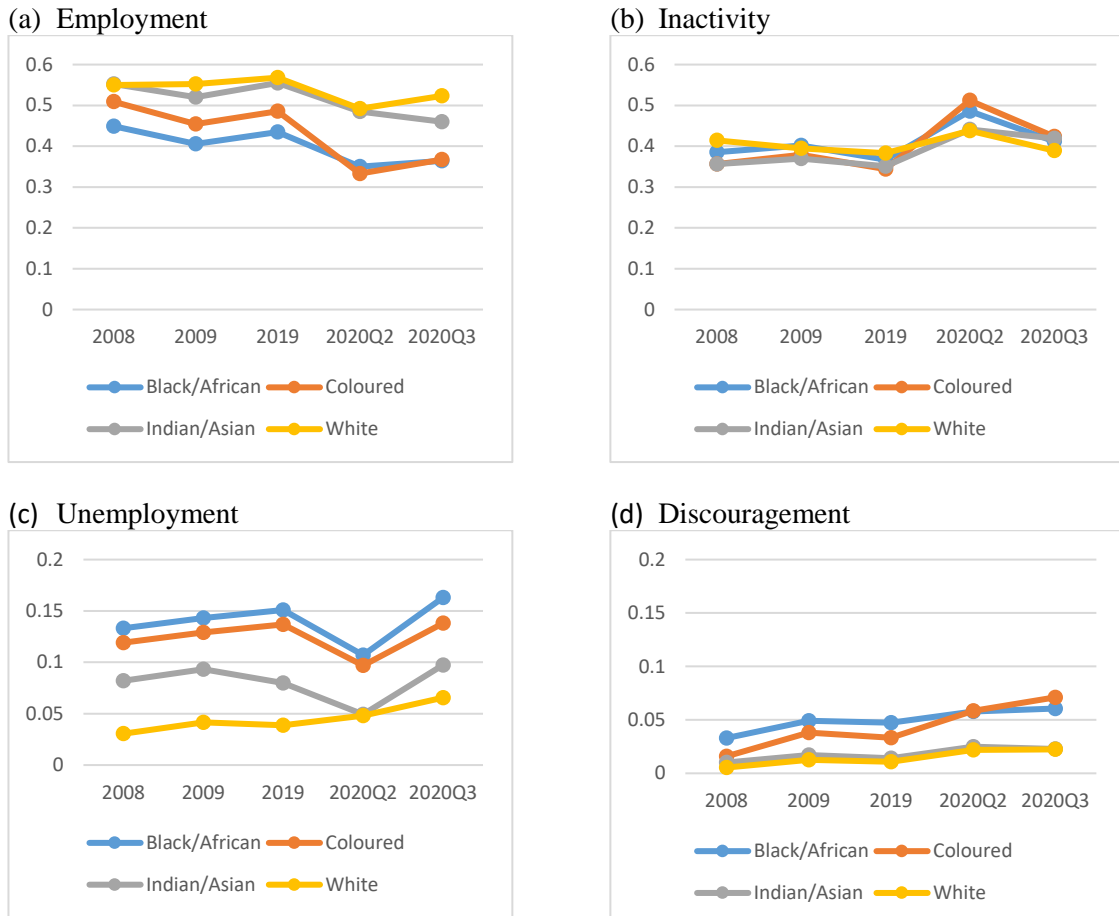 (a) Employment
0.6
0.5
0.4
0.3
0.2
0.1
0
2008 2009 2019 2020Q2 2020Q3
Black/African Coloured
Indian/Asian White
(b) Inactivity
0.6
0.5
0.4
0.3
0.2
0.1
0
2008 2009 2019 2020Q2 2020Q3
Black/African Coloured
Indian/Asian White
(c) Unemployment
0.2
0.15
0.1
0.05
0
2008 2009 2019 2020Q2 2020Q3
Black/African Coloured
Indian/Asian White
(d) Discouragement
0.2
0.15
0.1
0.05
0
2008 2009 2019 2020Q2 2020Q3
Black/African Coloured
Indian/Asian White